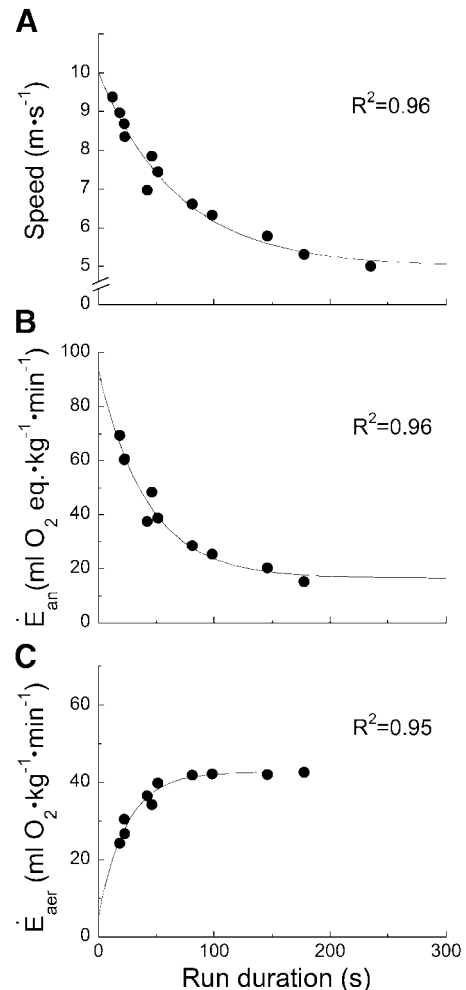 A
11
10
9
8
7
6
5
0
Speed (m•s⁻¹)
R²=0.96
B
100
80
60
40
20
0
Ė_an (ml O₂ eq.•kg⁻¹•min⁻¹)
R²=0.96
C
60
40
20
0
Ė_aer (ml O₂•kg⁻¹•min⁻¹)
R²=0.95
0 100 200 300
Run duration (s)